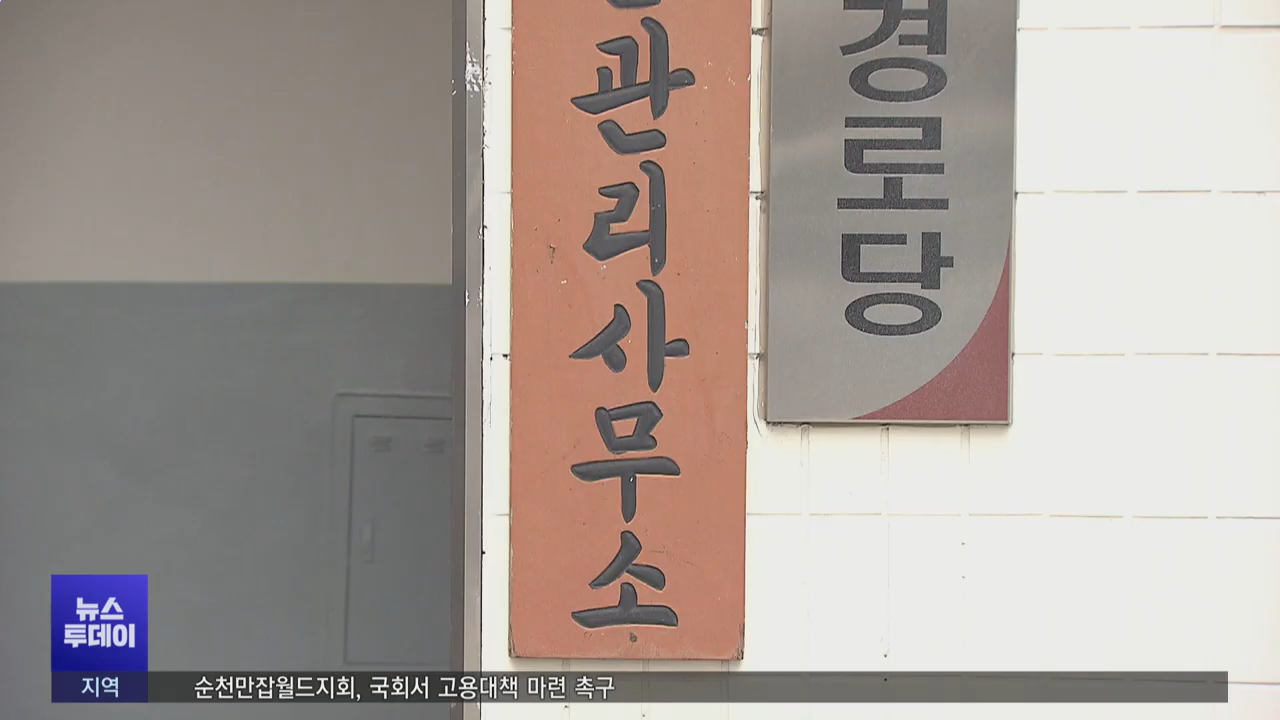 관리사무소
경로당
뉴스
투데이
지역
순천만잡월드지회, 국회서 고용대책 마련 촉구